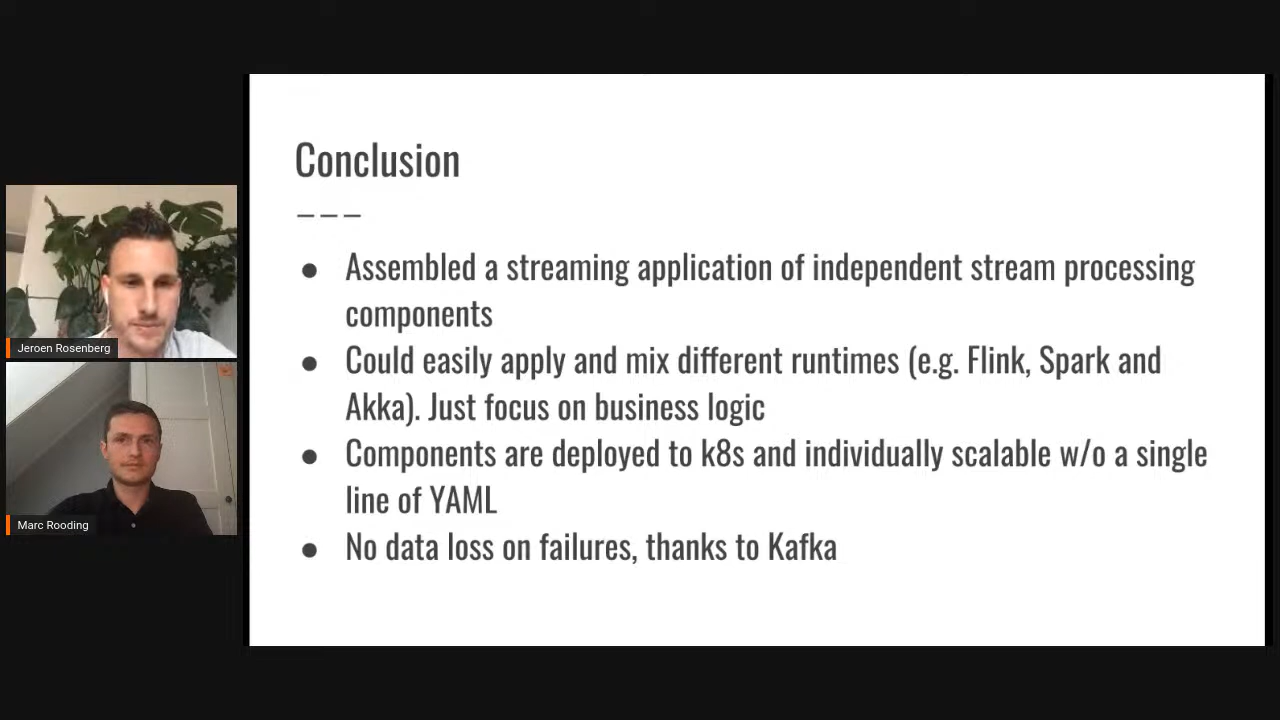 Conclusion
● Assembled a streaming application of independent stream processing
components
● Could easily apply and mix different runtimes (e.g. Flink, Spark and
Akka). Just focus on business logic
● Components are deployed to k8s and individually scalable w/o a single
line of YAML
● No data loss on failures, thanks to Kafka
Jeroen Rosenberg
Marc Rooding